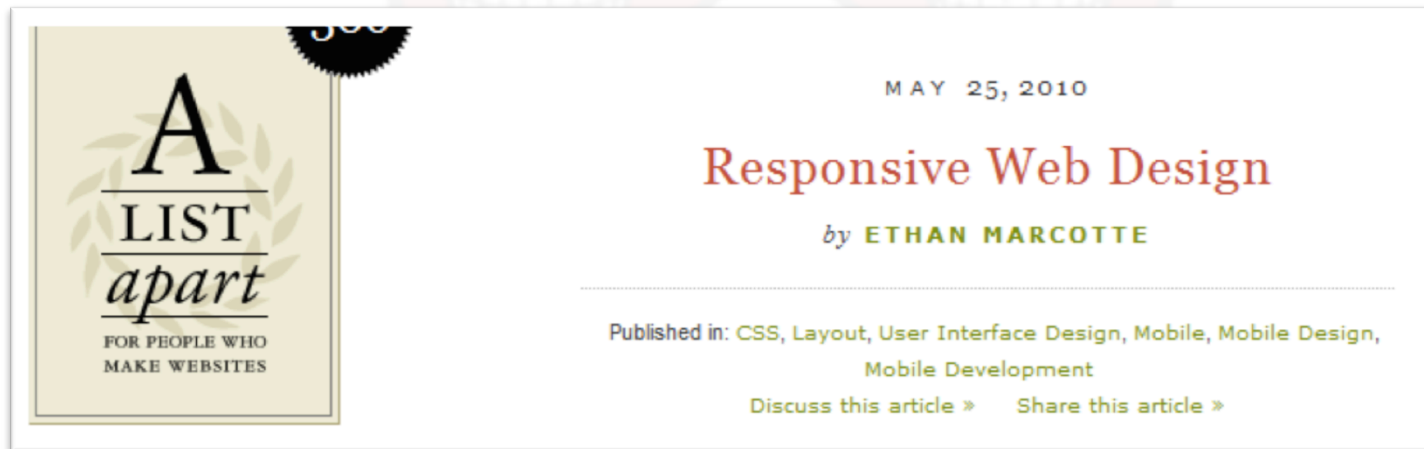 A
LIST
apart
FOR PEOPLE WHO
MAKE WEBSITES
MAY 25, 2010
Responsive Web Design
by ETHAN MARCOTTE
Published in: CSS, Layout, User Interface Design, Mobile, Mobile Design,
Mobile Development
Discuss this article » Share this article »